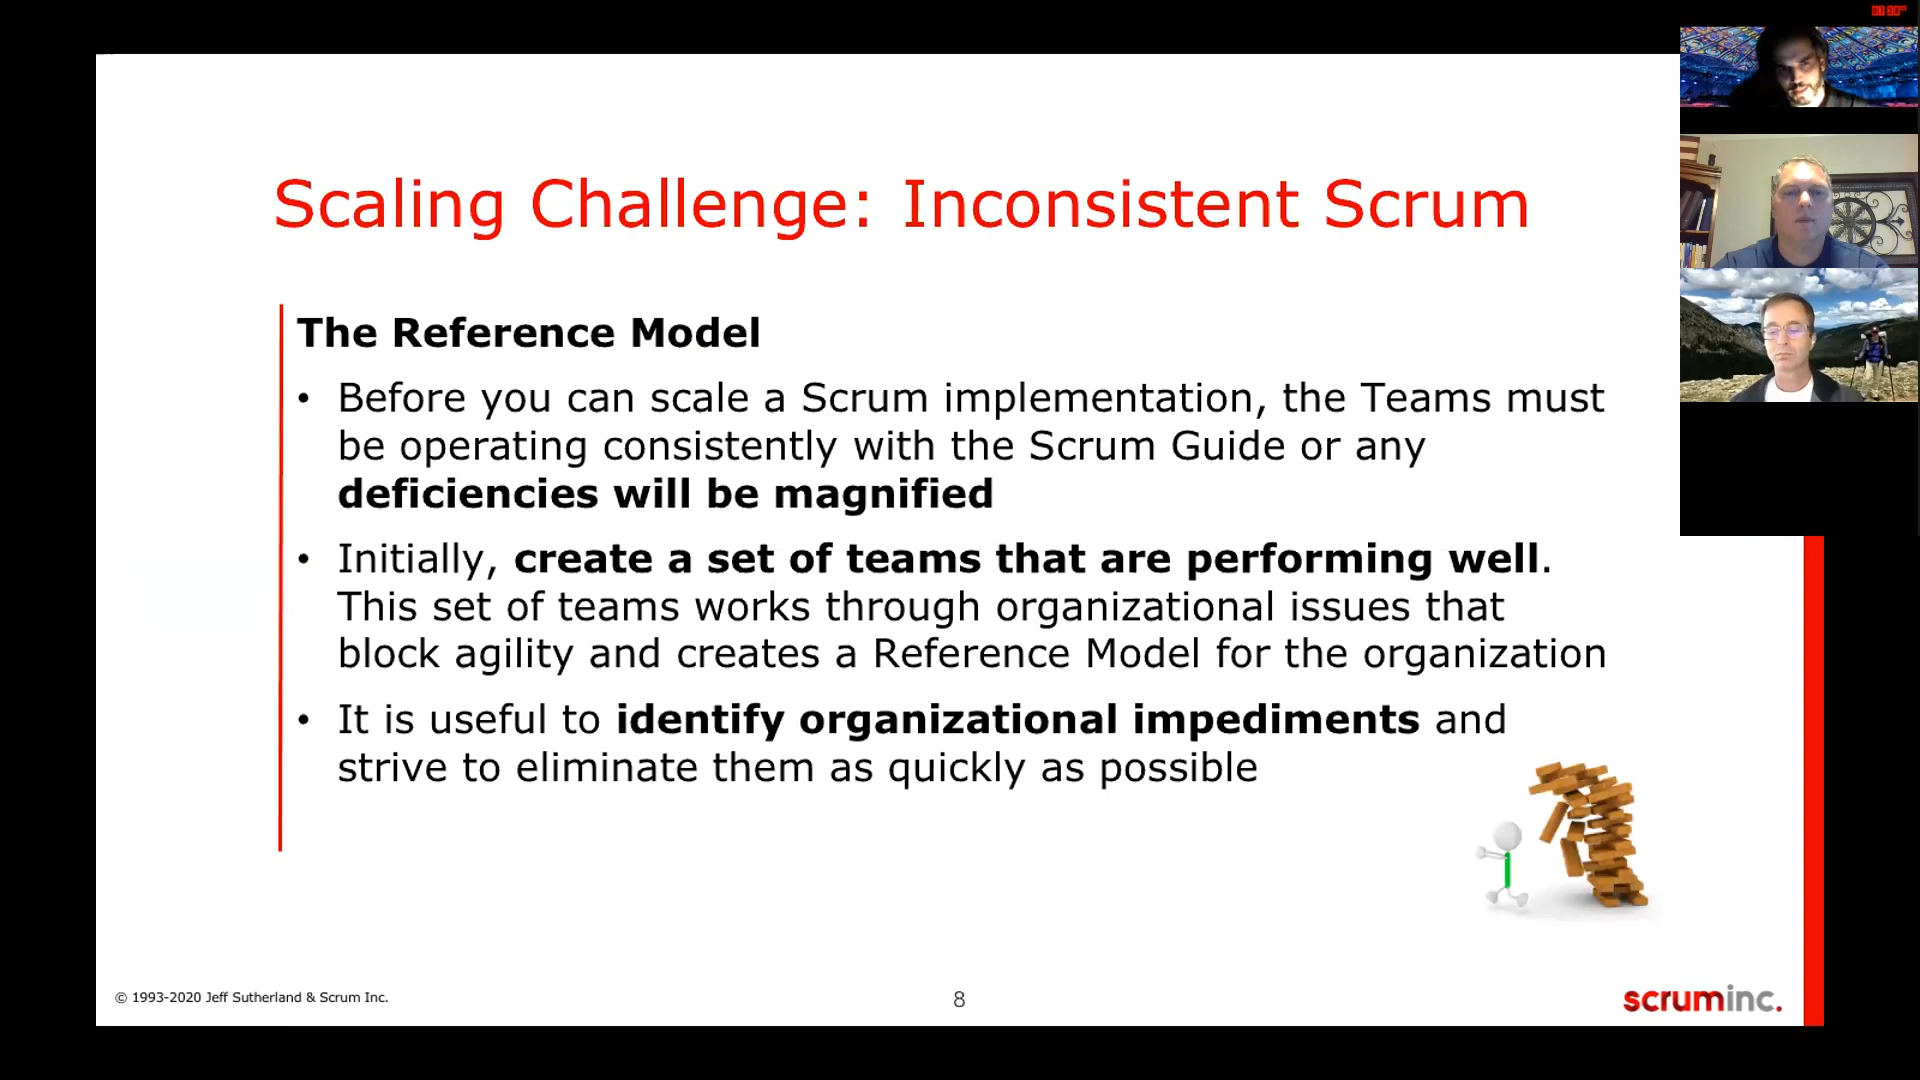 Scaling Challenge: Inconsistent Scrum
The Reference Model
• Before you can scale a Scrum implementation, the Teams must
be operating consistently with the Scrum Guide or any
deficiencies will be magnified
• Initially, create a set of teams that are performing well.
This set of teams works through organizational issues that
block agility and creates a Reference Model for the organization
• It is useful to identify organizational impediments and
strive to eliminate them as quickly as possible
© 1993-2020 Jeff Sutherland & Scrum Inc.
8
scruminc.